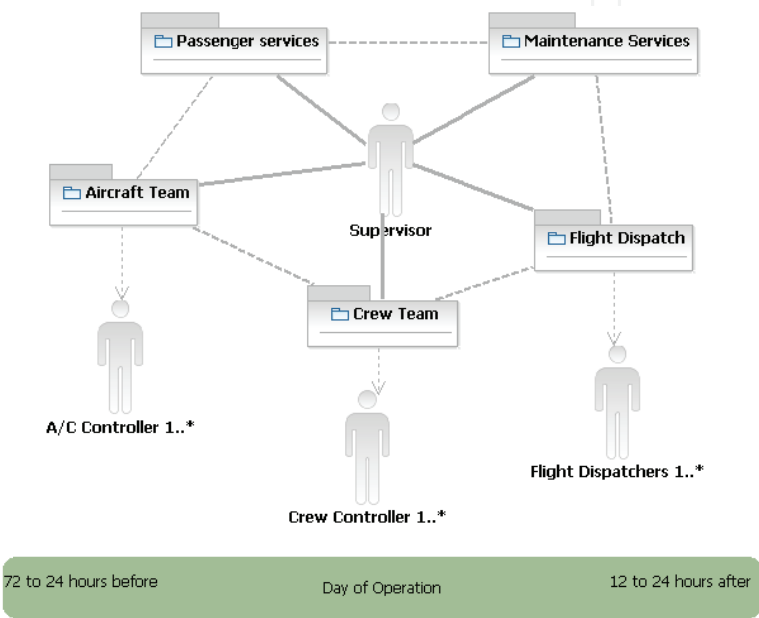 Passenger services
Maintenance Services
Aircraft Team
Supervisor
Flight Dispatch
Crew Team
A/C Controller 1..*
Flight Dispatchers 1..*
Crew Controller 1..*
72 to 24 hours before
Day of Operation
12 to 24 hours after